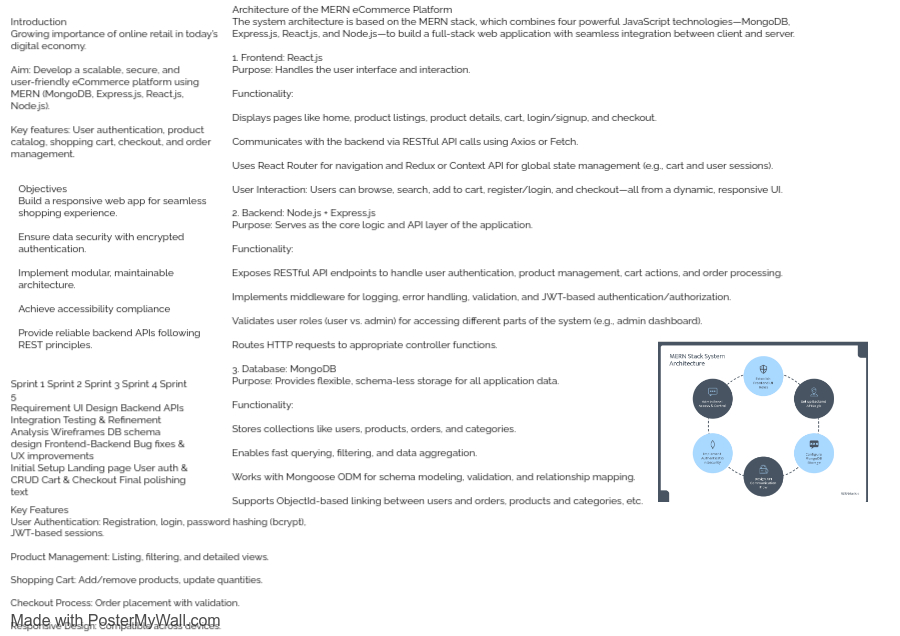 Introduction
Growing importance of online retail in today's
digital economy.
Aim: Develop a scalable, secure, and
user-friendly eCommerce platform using
MERN (MongoDB, Express.js, React.js,
Node.js).
Key features: User authentication, product
catalog, shopping cart, checkout, and order
management.
Objectives
Build a responsive web app for seamless
shopping experience.
Ensure data security with encrypted
authentication.
Implement modular, maintainable
architecture.
Achieve accessibility compliance
Provide reliable backend APIs following
REST principles.
Sprint 1 Sprint 2 Sprint 3 Sprint 4 Sprint
5
Requirement UI Design Backend APIs
Integration Testing & Refinement
Analysis Wireframes DB schema
design Frontend-Backend Bug fixes &
UX improvements
Initial Setup Landing page User auth &
CRUD Cart & Checkout Final polishing
text
Key Features
User Authentication: Registration, login, password hashing (bcrypt),
JWT-based sessions.
Product Management: Listing, filtering, and detailed views.
Shopping Cart: Add/remove products, update quantities.
Checkout Process: Order placement with validation.
Responsive Design: Compatible across devices.
Made with PosterMyWall.com
Architecture of the MERN eCommerce Platform
The system architecture is based on the MERN stack, which combines four powerful JavaScript technologies—MongoDB,
Express.js, React.js, and Node.js—to build a full-stack web application with seamless integration between client and server.
1. Frontend: React.js
Purpose: Handles the user interface and interaction.
Functionality:
Displays pages like home, product listings, product details, cart, login/signup, and checkout.
Communicates with the backend via RESTful API calls using Axios or Fetch.
Uses React Router for navigation and Redux or Context API for global state management (e.g., cart and user sessions).
User Interaction: Users can browse, search, add to cart, register/login, and checkout—all from a dynamic, responsive UI.
2. Backend: Node.js + Express.js
Purpose: Serves as the core logic and API layer of the application.
Functionality:
Exposes RESTful API endpoints to handle user authentication, product management, cart actions, and order processing.
Implements middleware for logging, error handling, validation, and JWT-based authentication/authorization.
Validates user roles (user vs. admin) for accessing different parts of the system (e.g., admin dashboard).
Routes HTTP requests to appropriate controller functions.
3. Database: MongoDB
Purpose: Provides flexible, schema-less storage for all application data.
Functionality:
Stores collections like users, products, orders, and categories.
Enables fast querying, filtering, and data aggregation.
Works with Mongoose ODM for schema modeling, validation, and relationship mapping.
Supports ObjectId-based linking between users and orders, products and categories, etc.
MERN Stack System
Architecture